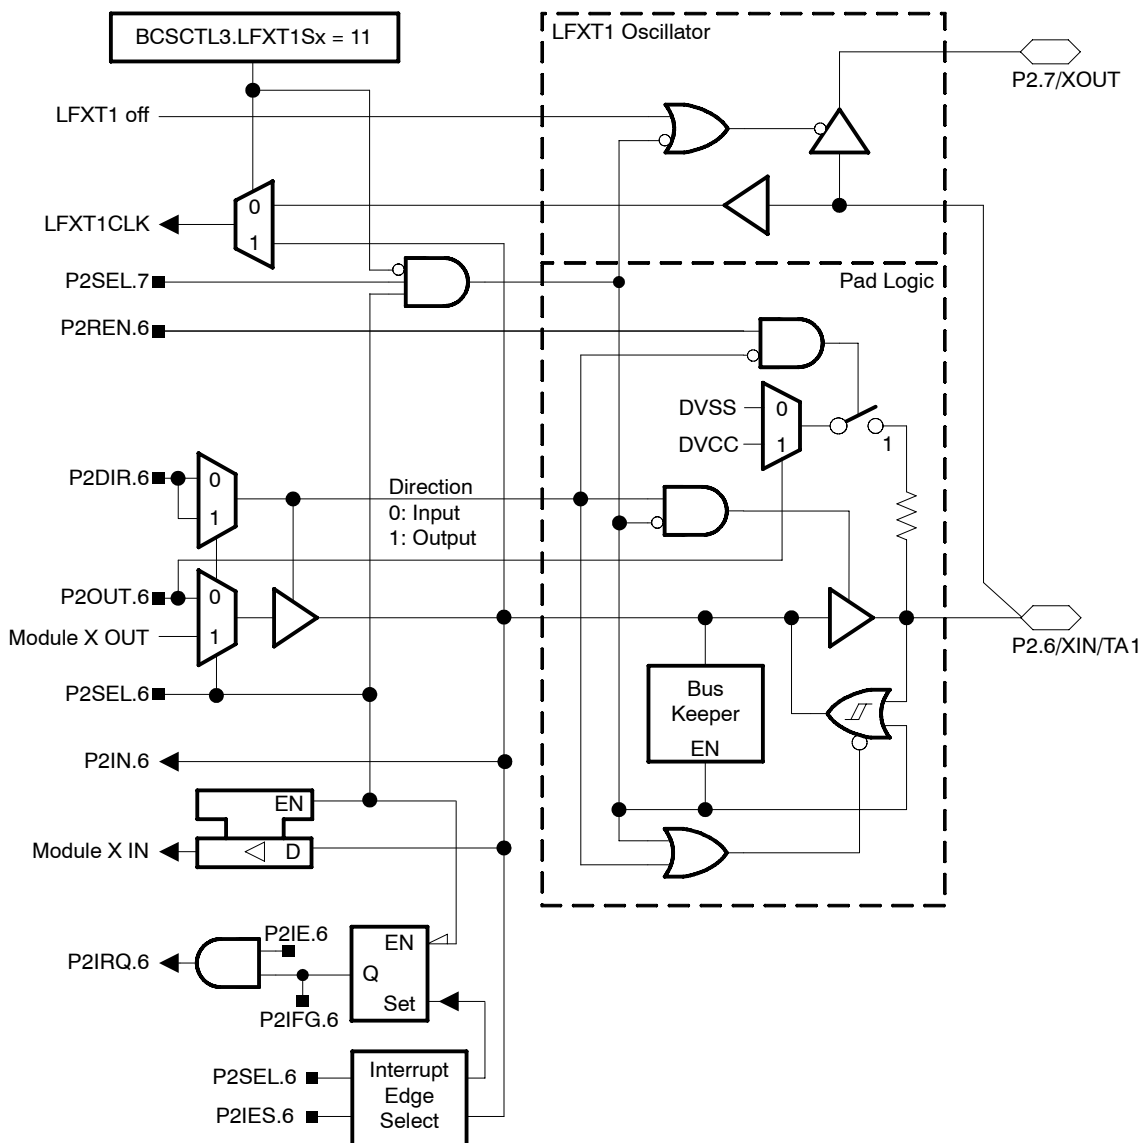 BCSCTL3.LFXT1Sx = 11
LFXT1 Oscillator
P2.7/XOUT
LFXT1 off
LFXT1CLK
0
1
P2SEL.7
Pad Logic
P2REN.6
DVSS
0
DVCC
1
1
P2DIR.6
0
1
Direction
0: Input
1: Output
P2OUT.6
0
Module X OUT
1
P2.6/XIN/TA1
P2SEL.6
Bus
Keeper
EN
P2IN.6
EN
Module X IN
D
P2IE.6
EN
P2IRQ.6
Q
Set
P2IFG.6
P2SEL.6
P2IES.6
Interrupt
Edge
Select